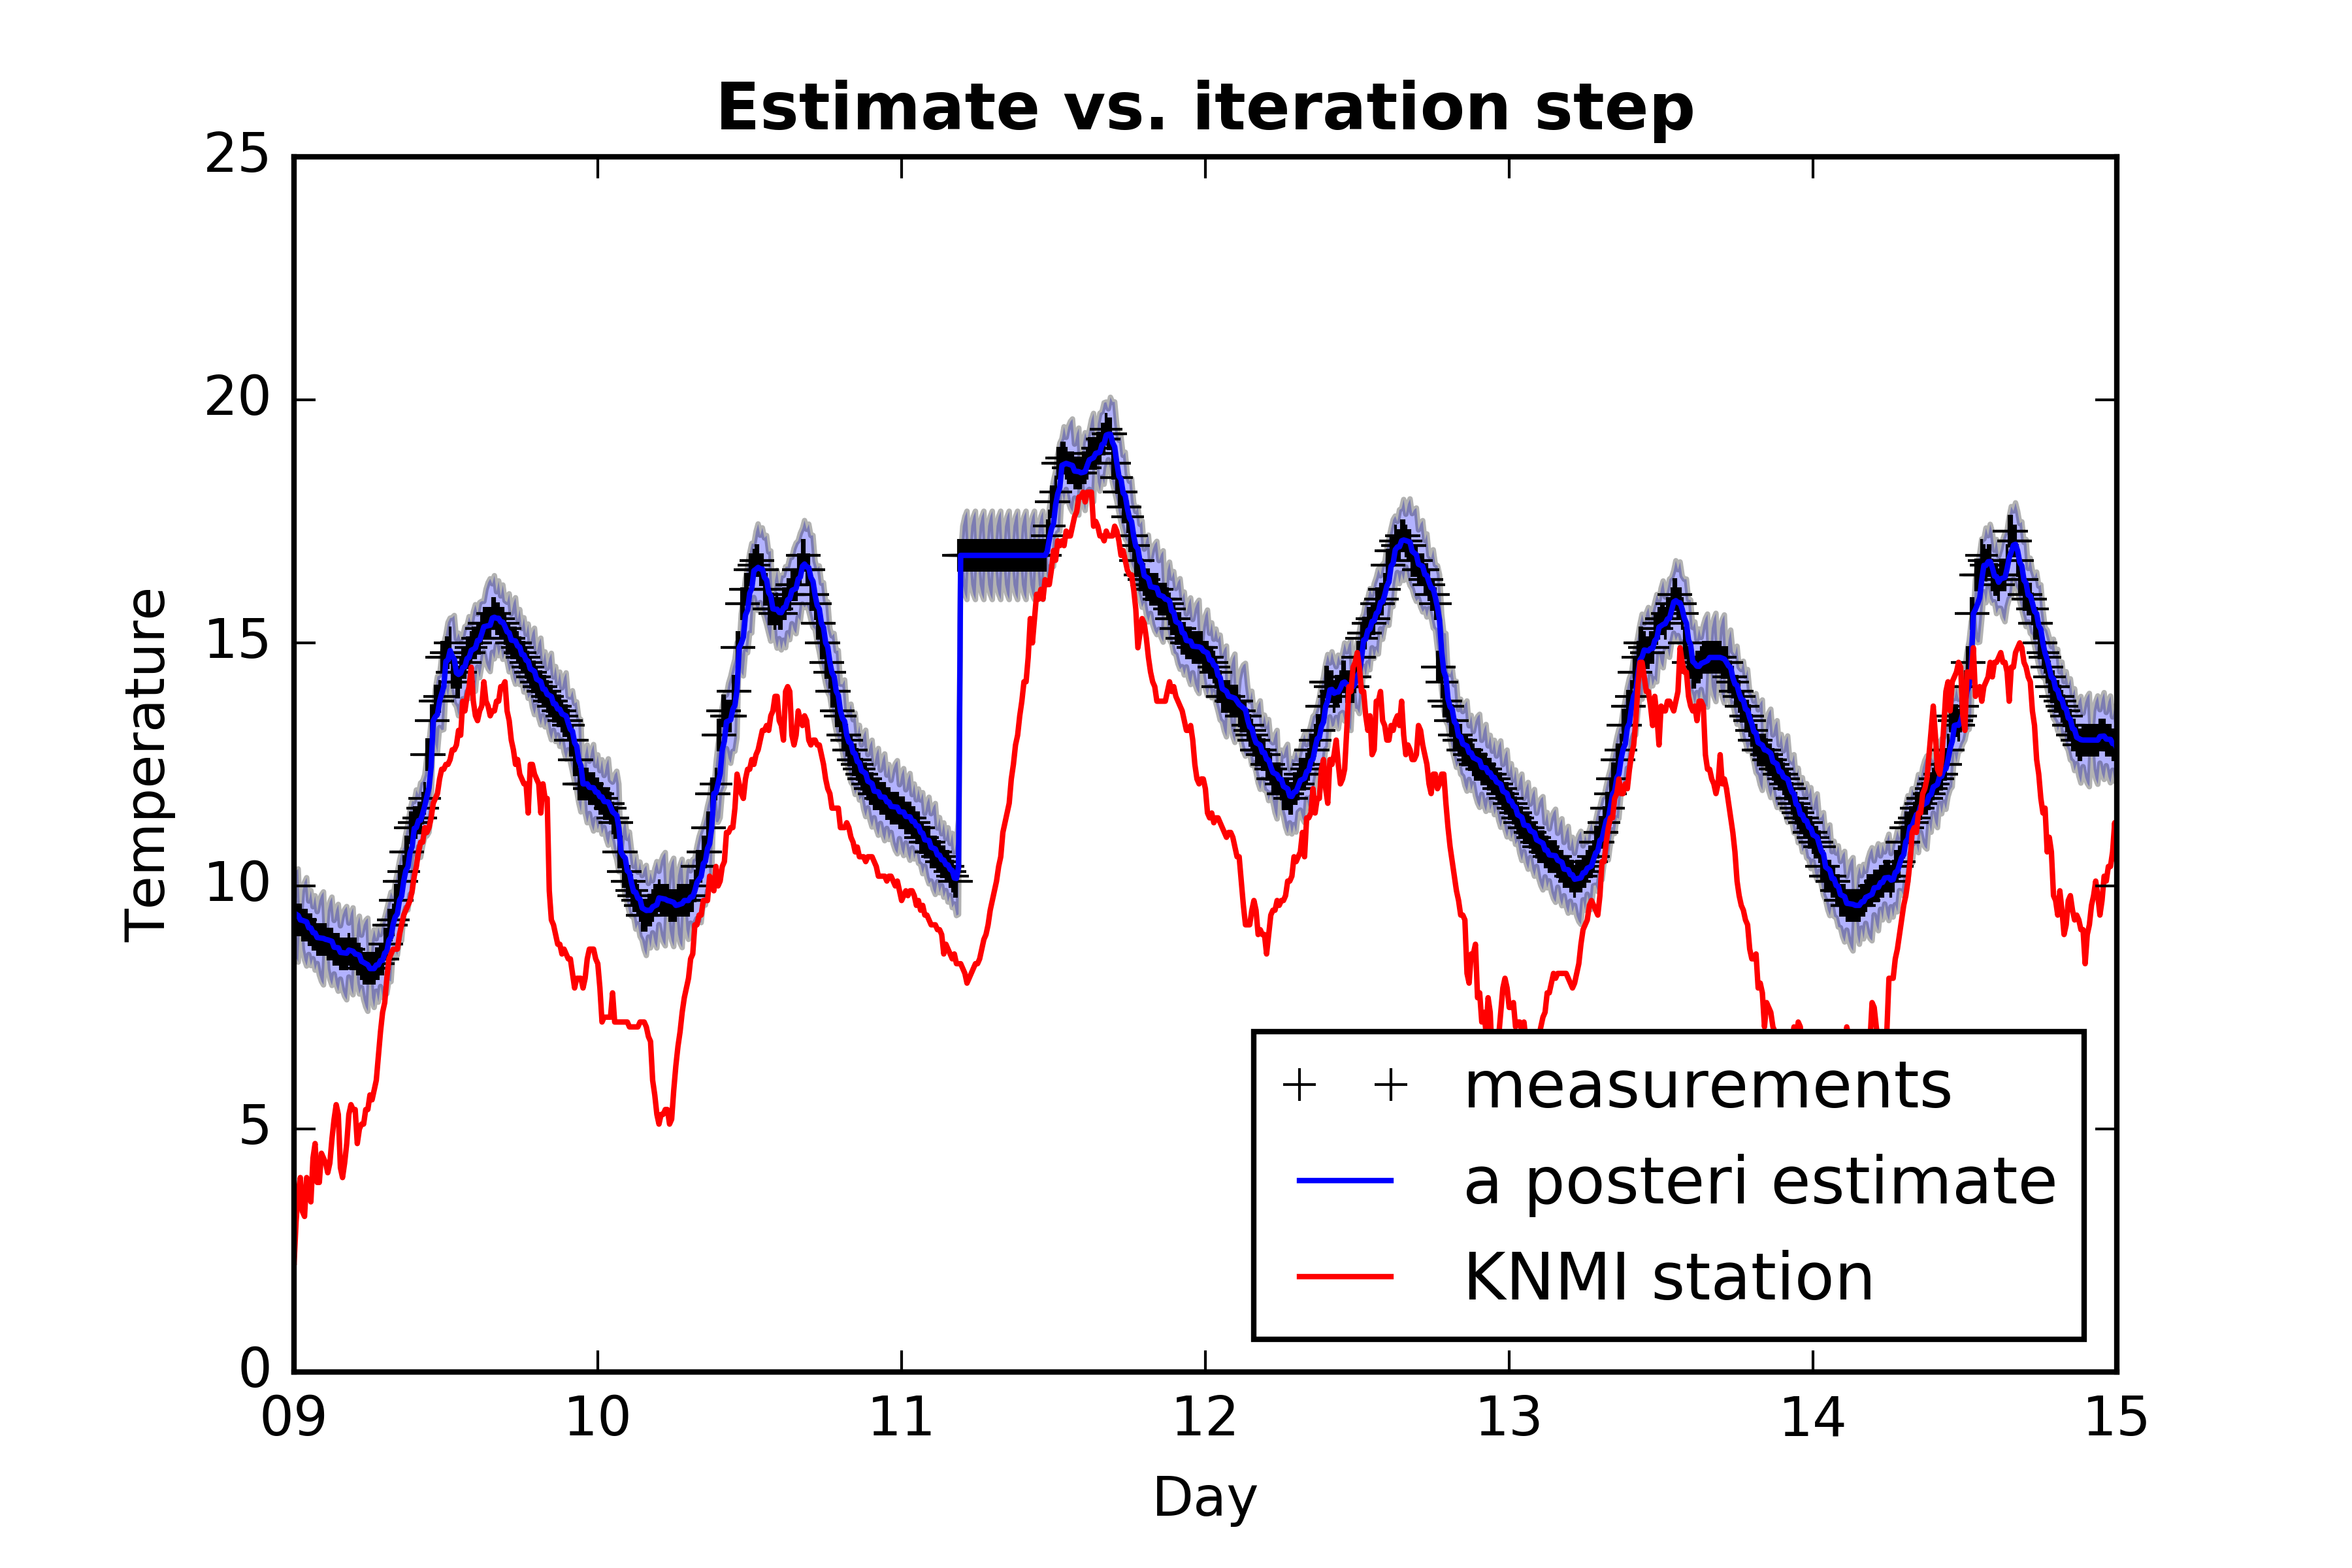 Estimate vs. iteration step
25
20
15
10
5
0
Temperature
09 10 11 12 13 14 15
Day
measurements
a posteri estimate
KNMI station